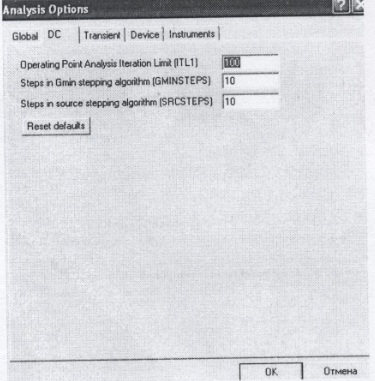 Analysis Options
Global DC Transient Device Instruments
Operating Point Analysis Iteration Limit (ITL1) 100
Steps in Gmin stepping algorithm (GMINSTEPS) 10
Steps in source stepping algorithm (SRCSTEPS) 10
Reset defaults
OK Отмена